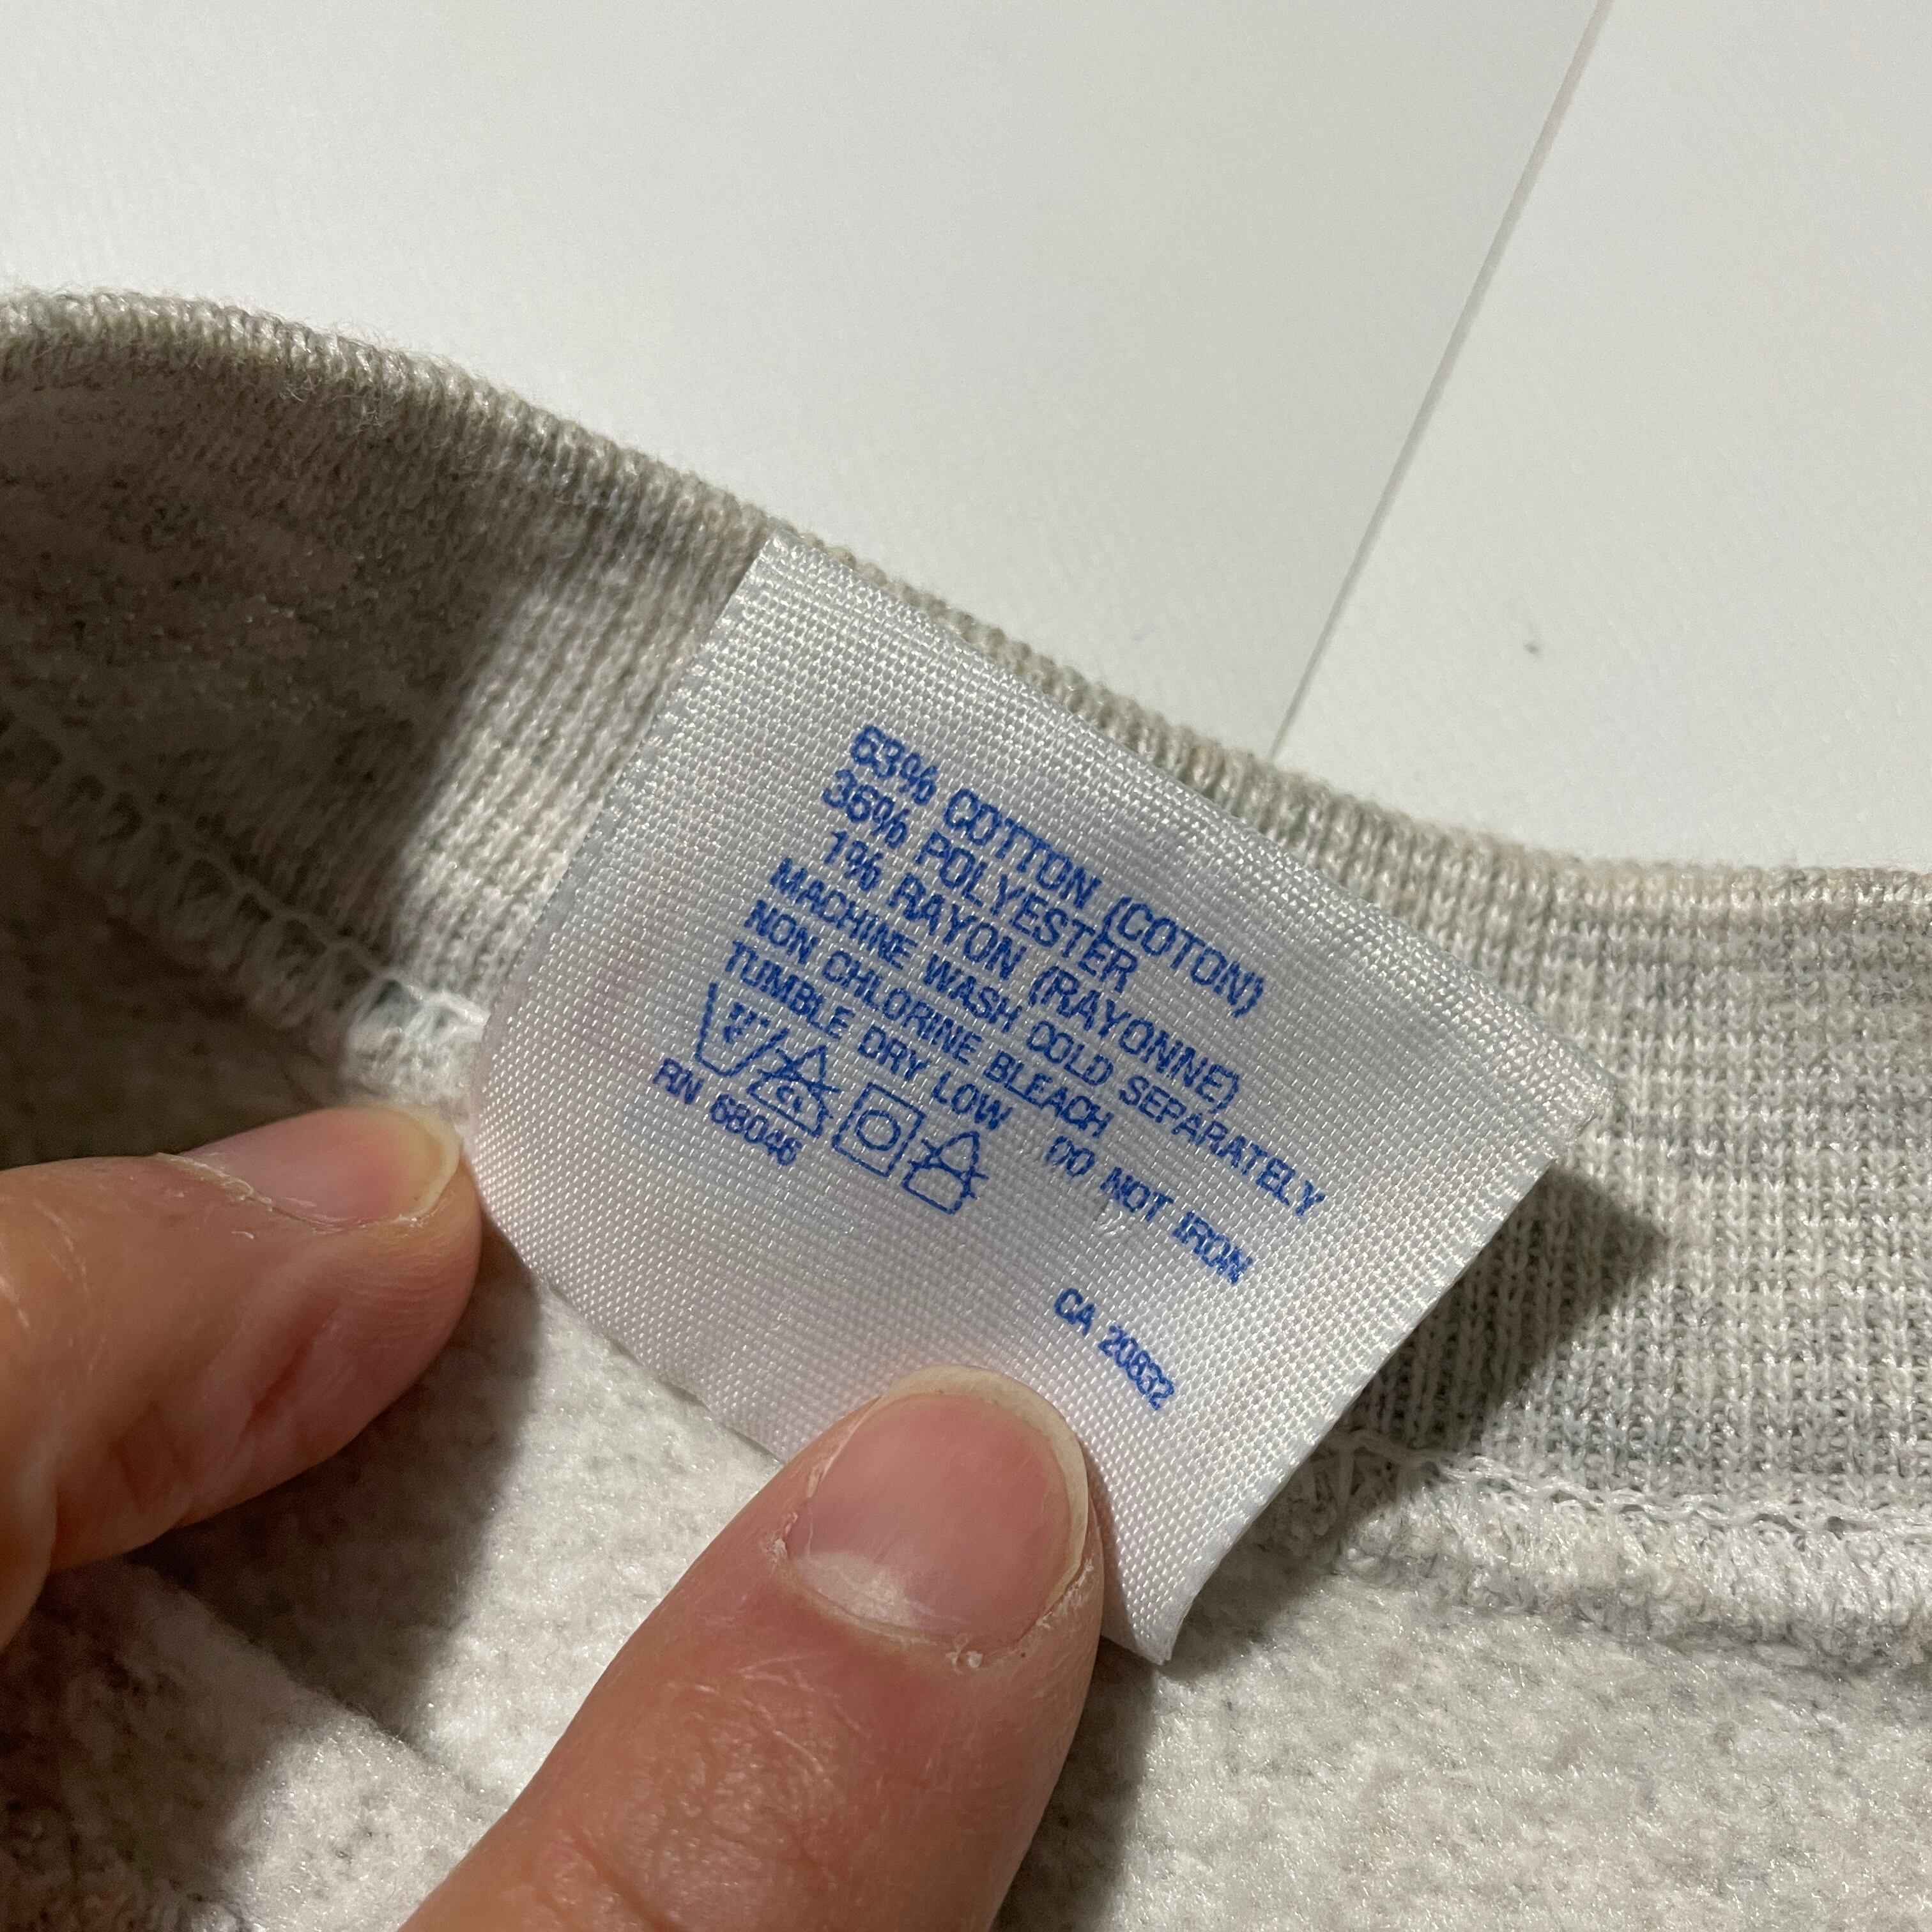 63% COTTON (COTON)
36% POLYESTER
1% RAYON (RAYONNE)
MACHINE WASH COLD SEPARATELY
NON CHLORINE BLEACH
TUMBLE DRY LOW DO NOT IRON
RN 68046 CA 20832